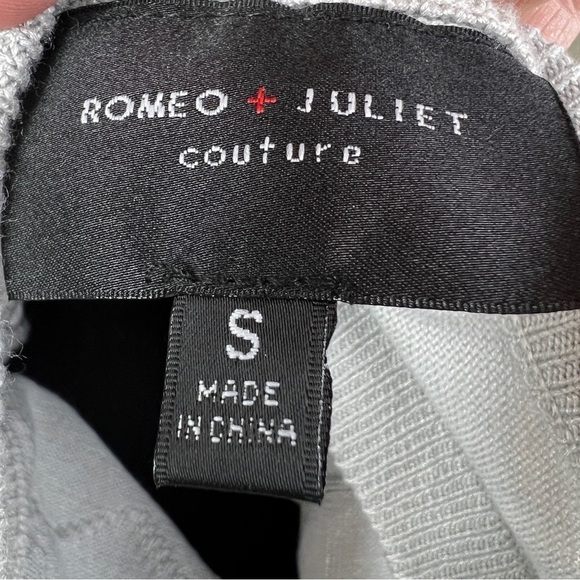 ROMEO + JULIET
couture
S
MADE
IN CHINA